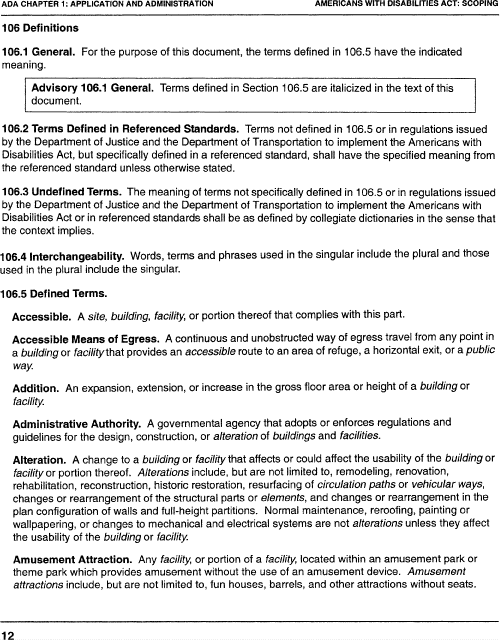 ADA CHAPTER 1: APPLICATION AND ADMINISTRATION AMERICANS WITH DISABILITIES ACT: SCOPING
106 Definitions
106.1 General. For the purpose of this document, the terms defined in 106.5 have the indicated
meaning.
Advisory 106.1 General. Terms defined in Section 106.5 are italicized in the text of this
document.
106.2 Terms Defined in Referenced Standards. Terms not defined in 106.5 or in regulations issued
by the Department of Justice and the Department of Transportation to implement the Americans with
Disabilities Act, but specifically defined in a referenced standard, shall have the specified meaning from
the referenced standard unless otherwise stated.
106.3 Undefined Terms. The meaning of terms not specifically defined in 106.5 or in regulations issued
by the Department of Justice and the Department of Transportation to implement the Americans with
Disabilities Act or in referenced standards shall be as defined by collegiate dictionaries in the sense that
the context implies.
106.4 Interchangeability. Words, terms and phrases used in the singular include the plural and those
used in the plural include the singular.
106.5 Defined Terms.
Accessible. A site, building, facility, or portion thereof that complies with this part.
Accessible Means of Egress. A continuous and unobstructed way of egress travel from any point in
a building or facility that provides an accessible route to an area of refuge, a horizontal exit, or a public
way.
Addition. An expansion, extension, or increase in the gross floor area or height of a building or
facility.
Administrative Authority. A governmental agency that adopts or enforces regulations and
guidelines for the design, construction, or alteration of buildings and facilities.
Alteration. A change to a building or facility that affects or could affect the usability of the building or
facility or portion thereof. Alterations include, but are not limited to, remodeling, renovation,
rehabilitation, reconstruction, historic restoration, resurfacing of circulation paths or vehicular ways,
changes or rearrangement of the structural parts or elements, and changes or rearrangement in the
plan configuration of walls and full-height partitions. Normal maintenance, reroofing, painting or
wallpapering, or changes to mechanical and electrical systems are not alterations unless they affect
the usability of the building or facility.
Amusement Attraction. Any facility, or portion of a facility, located within an amusement park or
theme park which provides amusement without the use of an amusement device. Amusement
attractions include, but are not limited to, fun houses, barrels, and other attractions without seats.
12